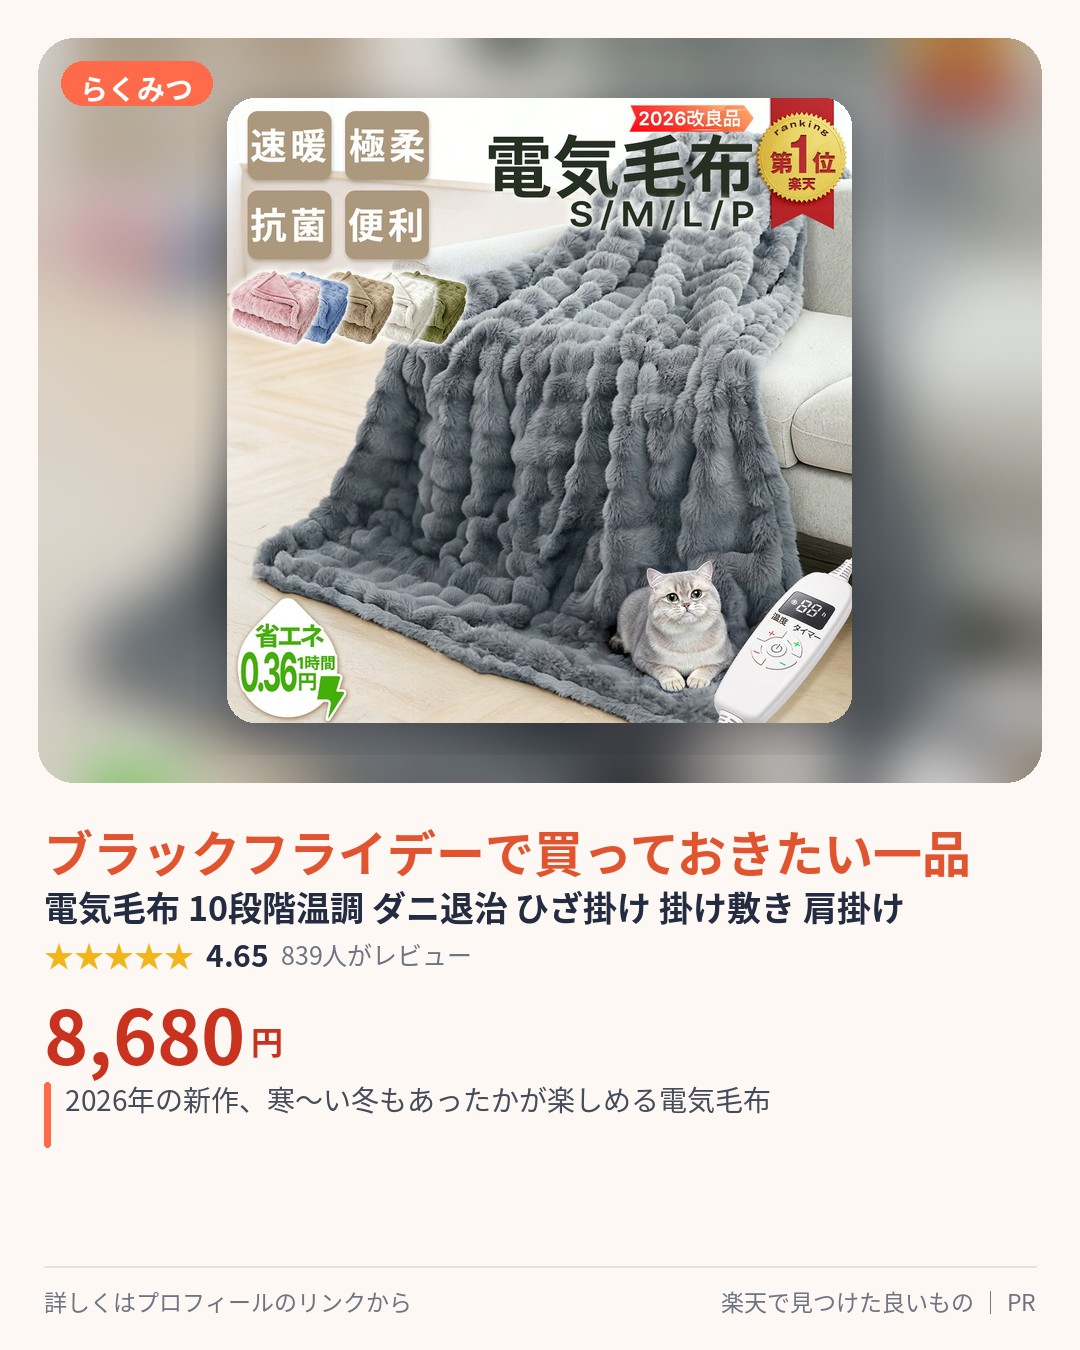 らくみつ
速暖 極柔
抗菌 便利
2026改良品
電気毛布
S/M/L/P
ranking
第1位
楽天
省エネ
0.36円 1時間
88 h
温度 タイマー
ブラックフライデーで買っておきたい一品
電気毛布 10段階温調 ダニ退治 ひざ掛け 掛け敷き 肩掛け
★★★★★ 4.65 839人がレビュー
8,680円
2026年の新作、寒〜い冬もあったかが楽しめる電気毛布
詳しくはプロフィールのリンクから
楽天で見つけた良いもの｜PR